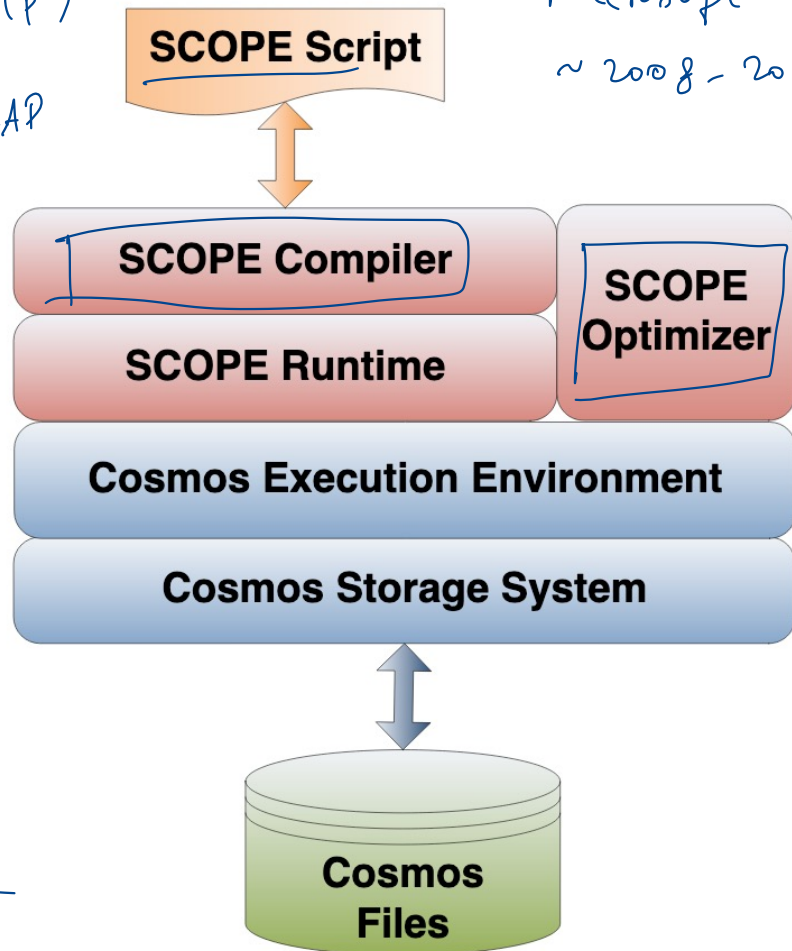 SCOPE Script
~ 2008 - 20
AP
SCOPE Compiler
SCOPE
Optimizer
SCOPE Runtime
Cosmos Execution Environment
Cosmos Storage System
Cosmos
Files